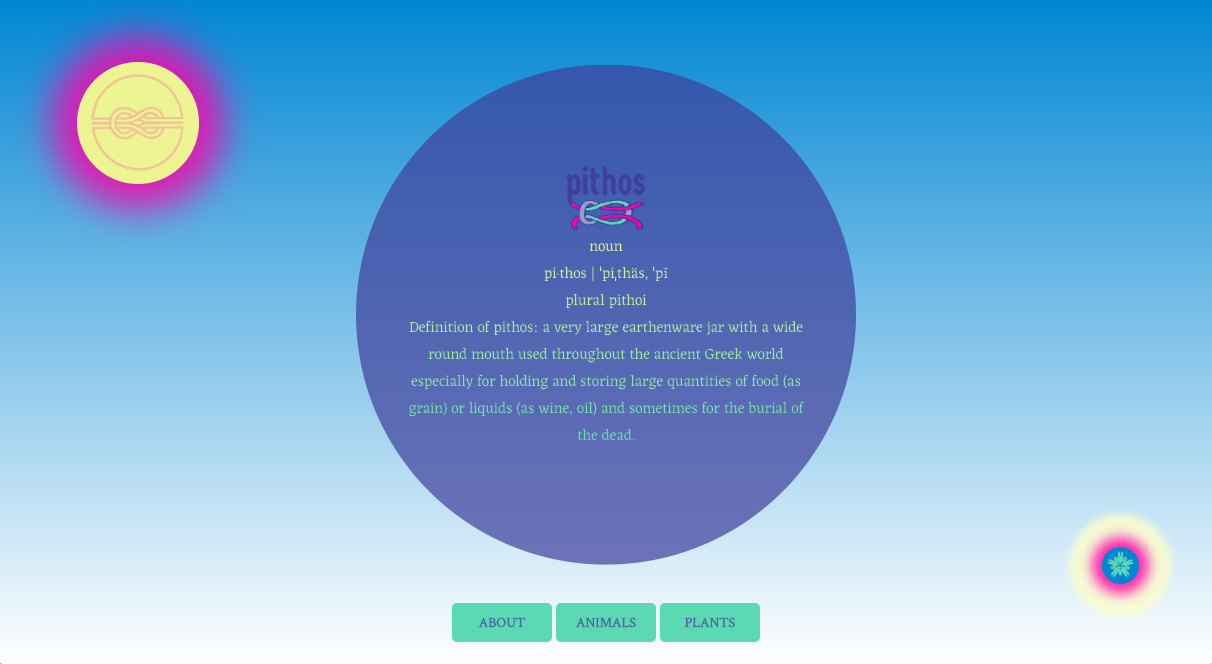 pithos
noun
pi·​thos | ˈpiˌthäs, ˈpī
plural pithoi
Definition of pithos: a very large earthenware jar with a wide
round mouth used throughout the ancient Greek world
especially for holding and storing large quantities of food (as
grain) or liquids (as wine, oil) and sometimes for the burial of
the dead.
ABOUT ANIMALS PLANTS